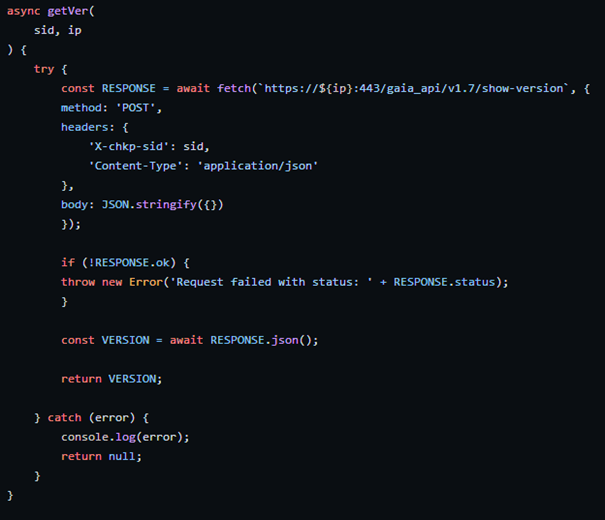 async getVer(
    sid, ip
) {
    try {
        const RESPONSE = await fetch(`https://${ip}:443/gaia_api/v1.7/show-version`, {
        method: 'POST',
        headers: {
            'X-chkp-sid': sid,
            'Content-Type': 'application/json'
        },
        body: JSON.stringify({})
        });

        if (!RESPONSE.ok) {
        throw new Error('Request failed with status: ' + RESPONSE.status);
        }

        const VERSION = await RESPONSE.json();

        return VERSION;

    } catch (error) {
        console.log(error);
        return null;
    }
}